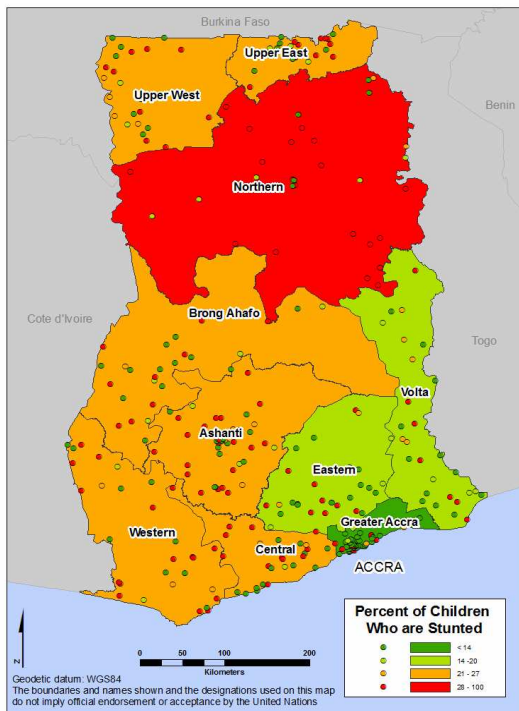 Burkina Faso
Upper East
Upper West
Benin
Northern
Brong Ahafo
Cote d'Ivoire
Togo
Volta
Ashanti
Eastern
Greater Accra
Western
Central
ACCRA
Percent of Children
Who are Stunted
< 14
14 - 20
21 - 27
28 - 100
N
0 50 100 200
Kilometers
Geodetic datum: WGS84
The boundaries and names shown and the designations used on this map
do not imply official endorsement or acceptance by the United Nations